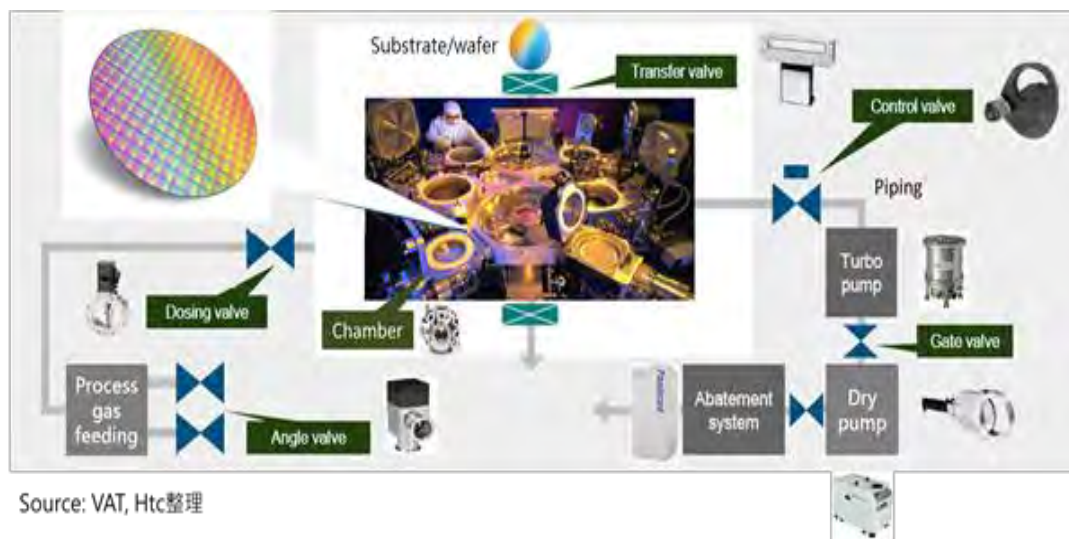 Substrate/wafer
Transfer valve
Control valve
Piping
Turbo
pump
Dosing valve
Chamber
Gate valve
Process
gas
feeding
Angle valve
Abatement
system
Dry
pump
Source: VAT, Htc整理